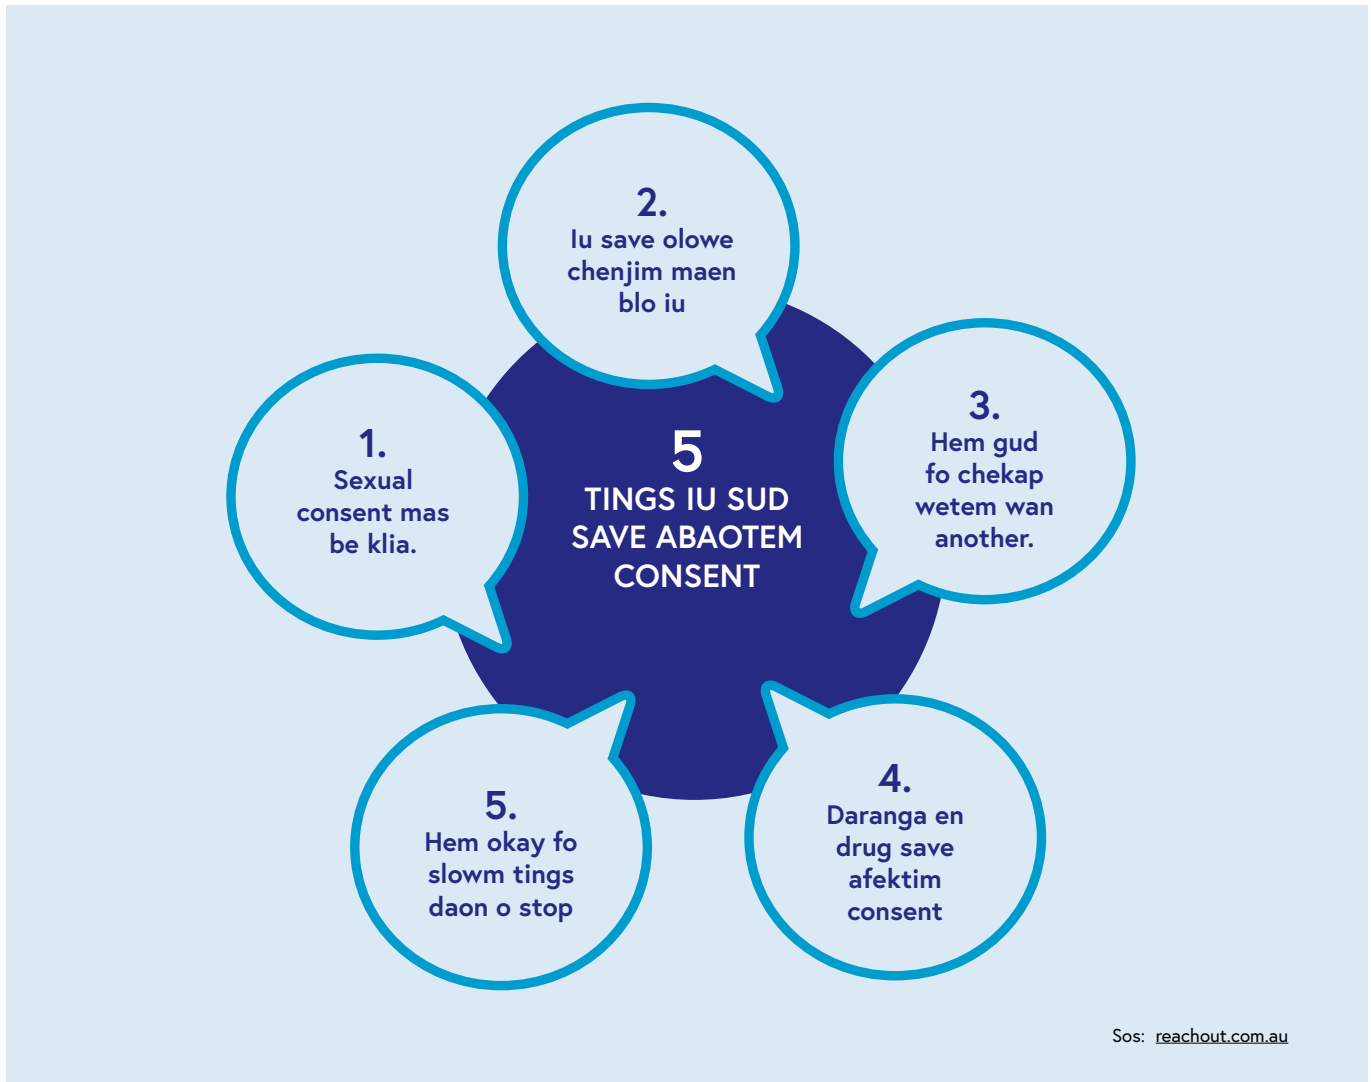 5
TINGS IU SUD
SAVE ABAOTEM
CONSENT
1.
Sexual
consent mas
be klia.
2.
Iu save olowe
chenjim maen
blo iu
3.
Hem gud
fo chekap
wetem wan
another.
4.
Daranga en
drug save
afektim
consent
5.
Hem okay fo
slowm tings
daon o stop
Sos: reachout.com.au